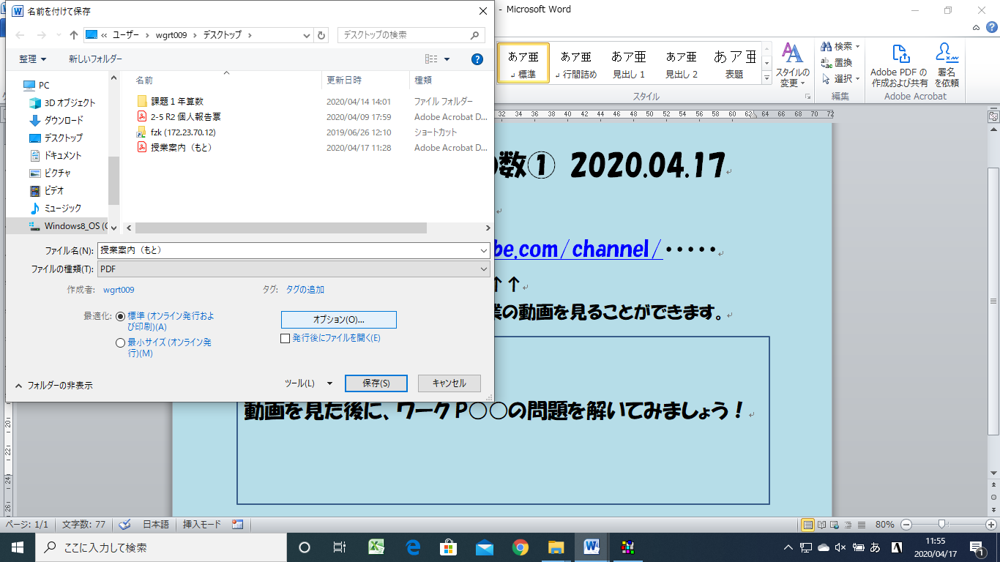 名前を付けて保存
- Microsoft Word
« ユーザー › wgrt009 › デスクトップ ›
デスクトップの検索
整理
新しいフォルダー
PC
3D オブジェクト
ダウンロード
デスクトップ
ドキュメント
ピクチャ
ビデオ
ミュージック
Windows8_OS (C
名前 更新日時 種類
課題1年算数 2020/04/14 14:01 ファイル フォルダー
2-5 R2 個人報告票 2020/04/09 17:59 Adobe Acrobat D...
fzk (172.23.70.12) 2019/06/26 12:10 ショートカット
授業案内（もと） 2020/04/17 11:28 Adobe Acrobat D...
ファイル名(N): 授業案内（もと）
ファイルの種類(T): PDF
作成者: wgrt009
タグ: タグの追加
最適化:
標準 (オンライン発行およ
び印刷)(A)
最小サイズ (オンライン発
行)(M)
オプション(O)...
発行後にファイルを開く(E)
フォルダーの非表示
ツール(L)
保存(S)
キャンセル
あア亜 あア亜 あア亜 あア亜 あア亜
標準 行間詰め 見出し 1 見出し 2 表題
スタイルの
変更
スタイル
検索
置換
選択
編集
Adobe PDF の
作成および共有
署名
を依頼
Adobe Acrobat
32 34 36 38 40 42 44 46 48 50 52 54 56 58 60 62 64 66 68 70 72
数① 2020.04.17
be.com/channel/・・・・・
↑↑
業の動画を見ることができます。
動画を見た後に、ワークP〇〇の問題を解いてみましょう！
20
22
24
26
ページ: 1/1 文字数: 77 日本語 挿入モード
80%
ここに入力して検索
あ
A
11:55
2020/04/17
1